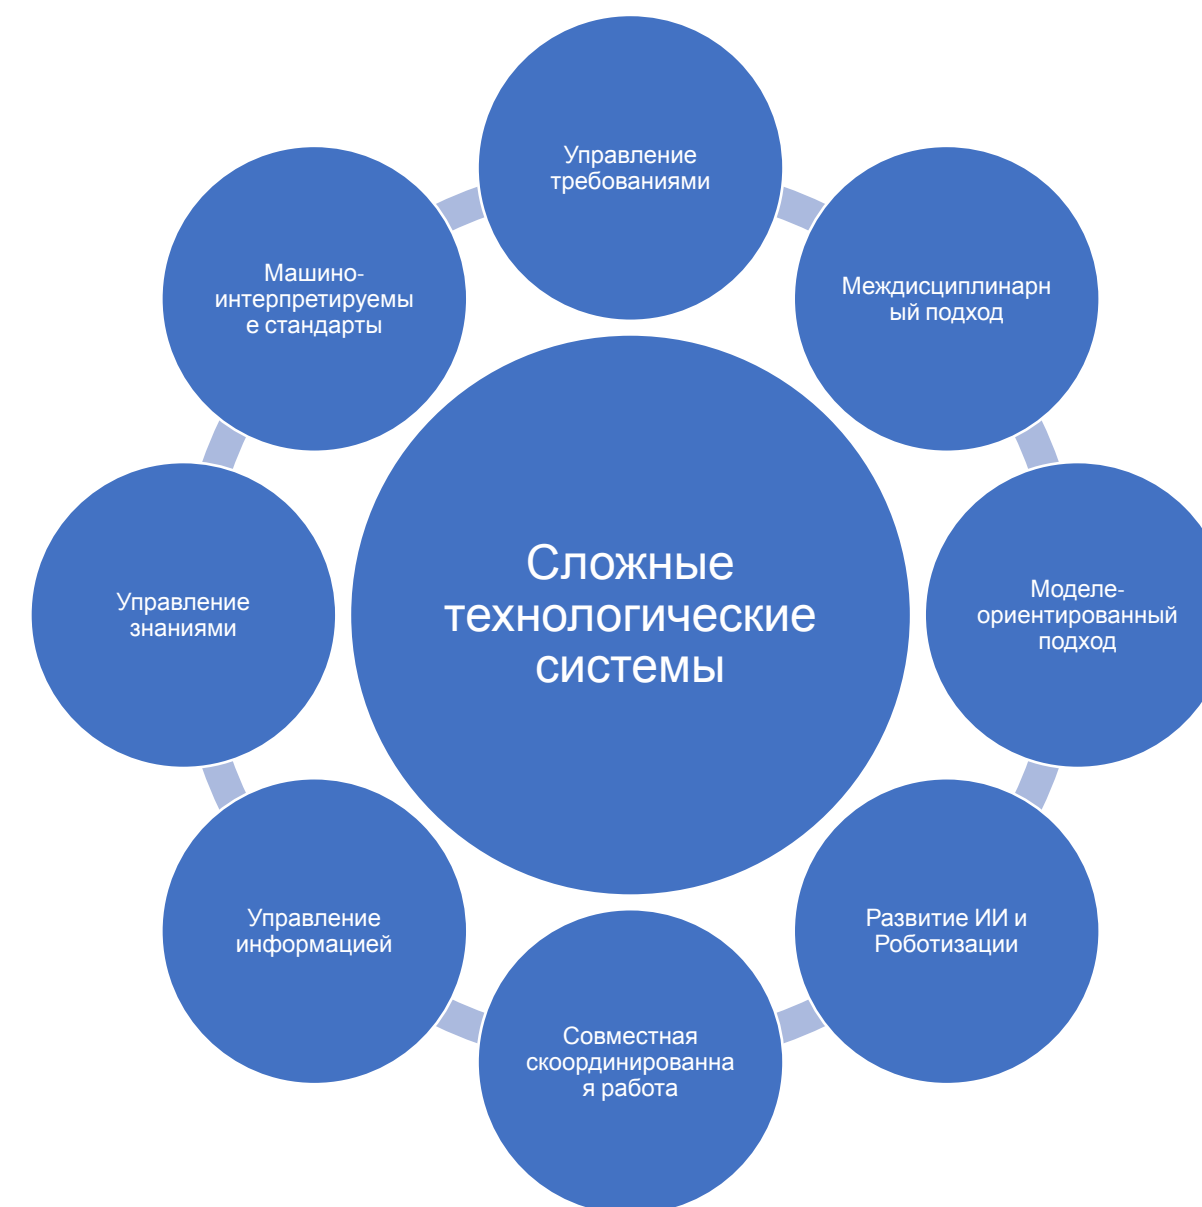 Управление
требованиями
Междисциплинарн
ый подход
Моделе-
ориентированный
подход
Развитие ИИ и
Роботизации
Совместная
скоординированна
я работа
Управление
информацией
Управление
знаниями
Машино-
интерпретируемы
е стандарты
Сложные
технологические
системы